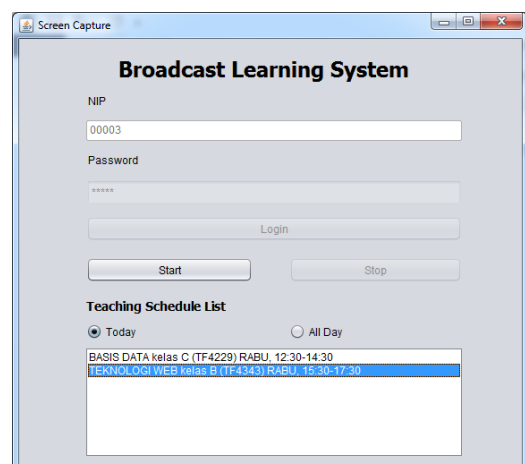 Screen Capture
Broadcast Learning System
NIP
00003
Password
*****
Login
Start Stop
Teaching Schedule List
Today All Day
BASIS DATA kelas C (TF4229) RABU, 12:30-14:30
TEKNOLOGI WEB kelas B (TF4343) RABU, 15:30-17:30